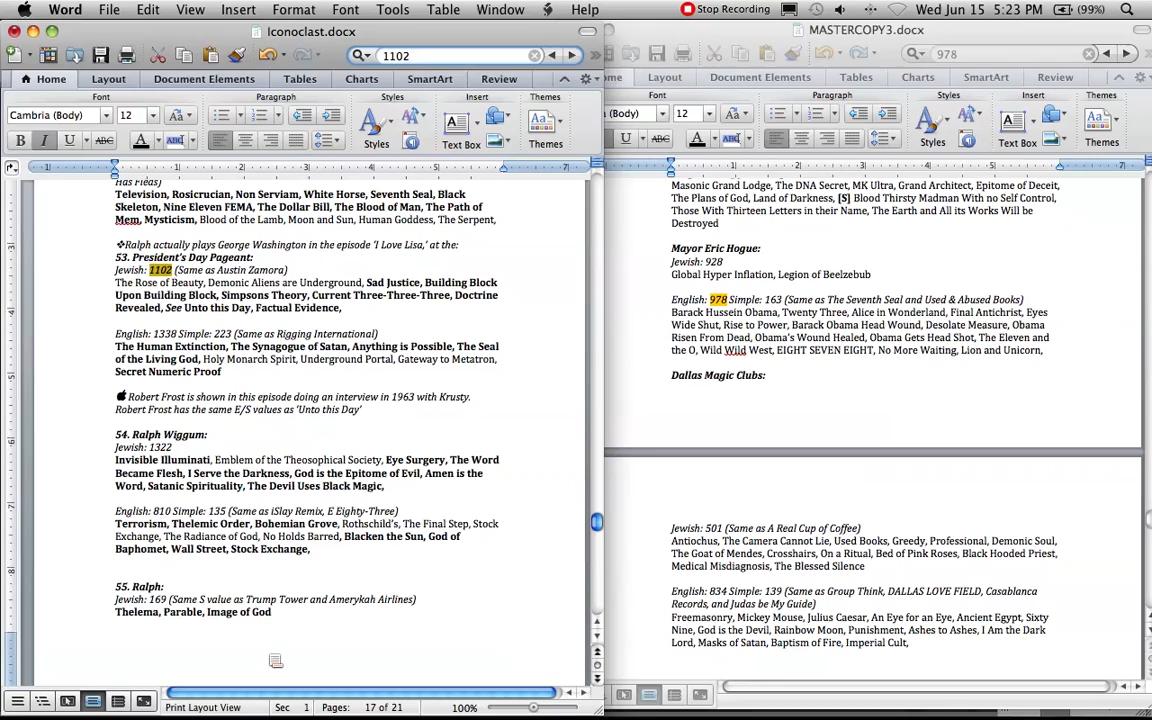 Word File Edit View Insert Format Font Tools Table Window Help Stop Recording (99%) Wed Jun 15 5:23 PM
Iconoclast.docx
1102
Home Layout Document Elements Tables Charts SmartArt Review
Font Paragraph Styles Insert Themes
Cambria (Body) 12
Styles Text Box Themes
Has Fleas)
Television, Rosicrucian, Non Serviam, White Horse, Seventh Seal, Black
Skeleton, Nine Eleven FEMA, The Dollar Bill, The Blood of Man, The Path of
Mem, Mysticism, Blood of the Lamb, Moon and Sun, Human Goddess, The Serpent,
❖Ralph actually plays George Washington in the episode 'I Love Lisa,' at the:
53. President's Day Pageant:
Jewish: 1102 (Same as Austin Zamora)
The Rose of Beauty, Demonic Aliens are Underground, Sad Justice, Building Block
Upon Building Block, Simpsons Theory, Current Three-Three-Three, Doctrine
Revealed, See Unto this Day, Factual Evidence,
English: 1338 Simple: 223 (Same as Rigging International)
The Human Extinction, The Synagogue of Satan, Anything is Possible, The Seal
of the Living God, Holy Monarch Spirit, Underground Portal, Gateway to Metatron,
Secret Numeric Proof
Robert Frost is shown in this episode doing an interview in 1963 with Krusty.
Robert Frost has the same E/S values as 'Unto this Day'
54. Ralph Wiggum:
Jewish: 1322
Invisible Illuminati, Emblem of the Theosophical Society, Eye Surgery, The Word
Became Flesh, I Serve the Darkness, God is the Epitome of Evil, Amen is the
Word, Satanic Spirituality, The Devil Uses Black Magic,
English: 810 Simple: 135 (Same as iSlay Remix, E Eighty-Three)
Terrorism, Thelemic Order, Bohemian Grove, Rothschild's, The Final Step, Stock
Exchange, The Radiance of God, No Holds Barred, Blacken the Sun, God of
Baphomet, Wall Street, Stock Exchange,
55. Ralph:
Jewish: 169 (Same S value as Trump Tower and Amerykah Airlines)
Thelema, Parable, Image of God
Print Layout View Sec 1 Pages: 17 of 21 100%
MASTERCOPY3.docx
978
ome Layout Document Elements Tables Charts SmartArt Review
Font Paragraph Styles Insert Themes
(Body) 12
Styles Text Box Themes
Masonic Grand Lodge, The DNA Secret, MK Ultra, Grand Architect, Epitome of Deceit,
The Plans of God, Land of Darkness, [S] Blood Thirsty Madman With no Self Control,
Those With Thirteen Letters in their Name, The Earth and All its Works Will be
Destroyed
Mayor Eric Hogue:
Jewish: 928
Global Hyper Inflation, Legion of Beelzebub
English: 978 Simple: 163 (Same as The Seventh Seal and Used & Abused Books)
Barack Hussein Obama, Twenty Three, Alice in Wonderland, Final Antichrist, Eyes
Wide Shut, Rise to Power, Barack Obama Head Wound, Desolate Measure, Obama
Risen From Dead, Obama's Wound Healed, Obama Gets Head Shot, The Eleven and
the O, Wild Wild West, EIGHT SEVEN EIGHT, No More Waiting, Lion and Unicorn,
Dallas Magic Clubs:
Jewish: 501 (Same as A Real Cup of Coffee)
Antiochus, The Camera Cannot Lie, Used Books, Greedy, Professional, Demonic Soul,
The Goat of Mendes, Crosshairs, On a Ritual, Bed of Pink Roses, Black Hooded Priest,
Medical Misdiagnosis, The Blessed Silence
English: 834 Simple: 139 (Same as Group Think, DALLAS LOVE FIELD, Casablanca
Records, and Judas be My Guide)
Freemasonry, Mickey Mouse, Julius Caesar, An Eye for an Eye, Ancient Egypt, Sixty
Nine, God is the Devil, Rainbow Moon, Punishment, Ashes to Ashes, I Am the Dark
Lord, Masks of Satan, Baptism of Fire, Imperial Cult,